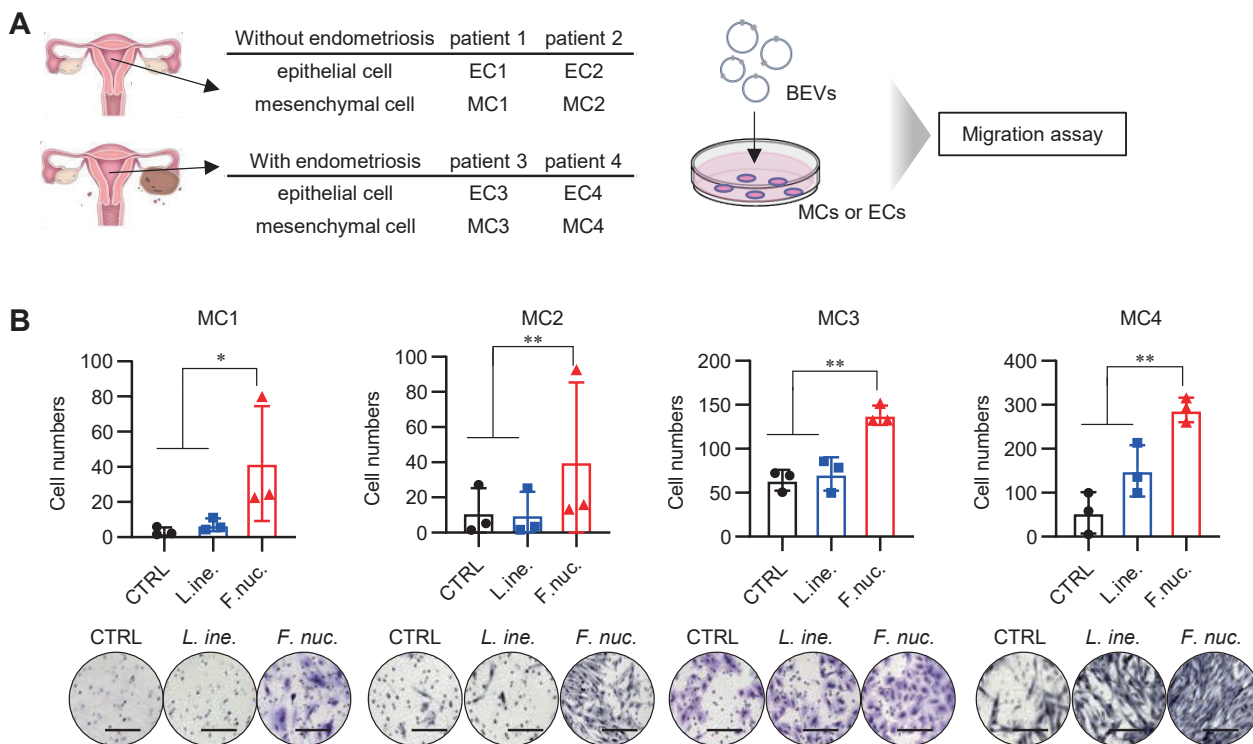 A
Without endometriosis patient 1 patient 2
epithelial cell EC1 EC2
mesenchymal cell MC1 MC2
With endometriosis patient 3 patient 4
epithelial cell EC3 EC4
mesenchymal cell MC3 MC4
BEVs
MCs or ECs
Migration assay
B
MC1
*
Cell numbers
100
80
60
40
20
0
CTRL
L.ine.
F.nuc.
CTRL L. ine. F. nuc.
MC2
**
Cell numbers
100
80
60
40
20
0
CTRL
L.ine.
F.nuc.
CTRL L. ine. F. nuc.
MC3
**
Cell numbers
200
150
100
50
0
CTRL
L.ine.
F.nuc.
CTRL L. ine. F. nuc.
MC4
**
Cell numbers
400
300
200
100
0
CTRL
L.ine.
F.nuc.
CTRL L. ine. F. nuc.